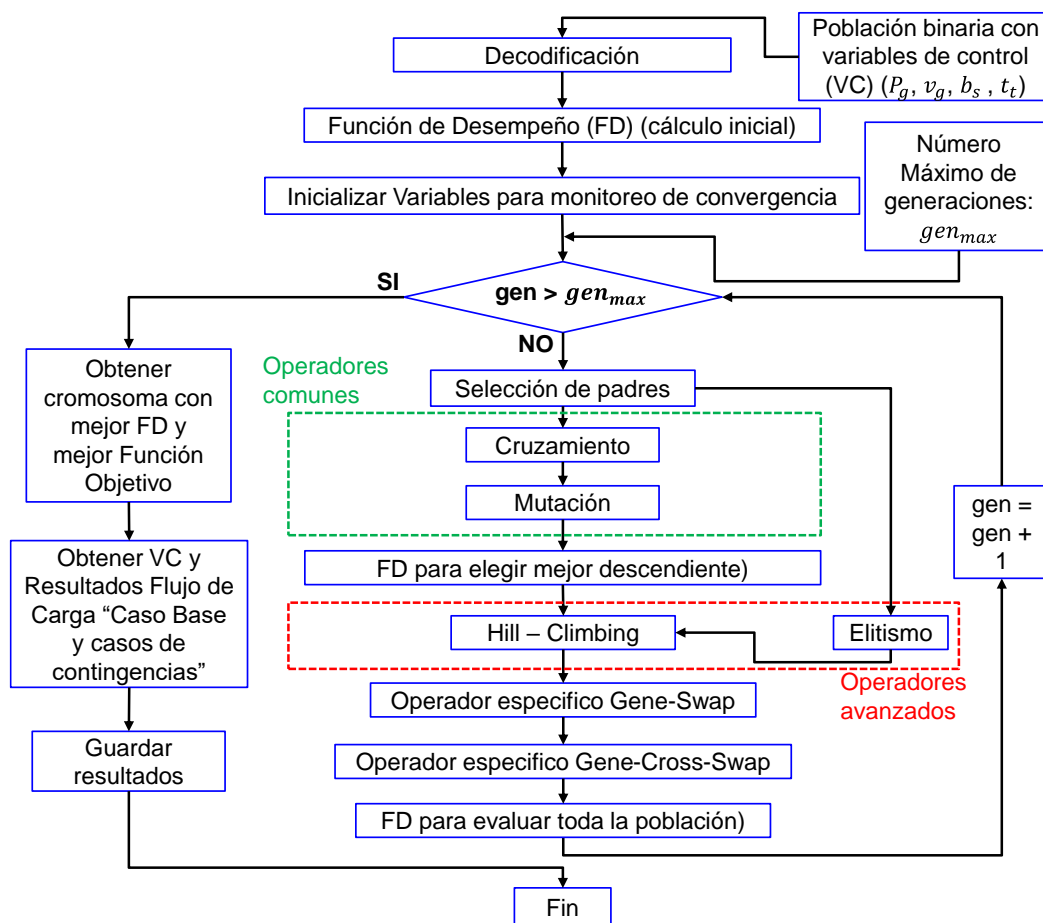 Población binaria con
variables de control
(VC) (P_g, v_g, b_s , t_t)
Decodificación
Función de Desempeño (FD) (cálculo inicial)
Número
Máximo de
generaciones:
gen_max
Inicializar Variables para monitoreo de convergencia
SI
gen > gen_max
NO
Operadores
comunes
Selección de padres
Cruzamiento
Mutación
FD para elegir mejor descendiente)
Hill – Climbing
Elitismo
Operadores
avanzados
Operador especifico Gene-Swap
Operador especifico Gene-Cross-Swap
FD para evaluar toda la población)
gen =
gen +
1
Obtener
cromosoma con
mejor FD y
mejor Función
Objetivo
Obtener VC y
Resultados Flujo de
Carga “Caso Base
y casos de
contingencias”
Guardar
resultados
Fin